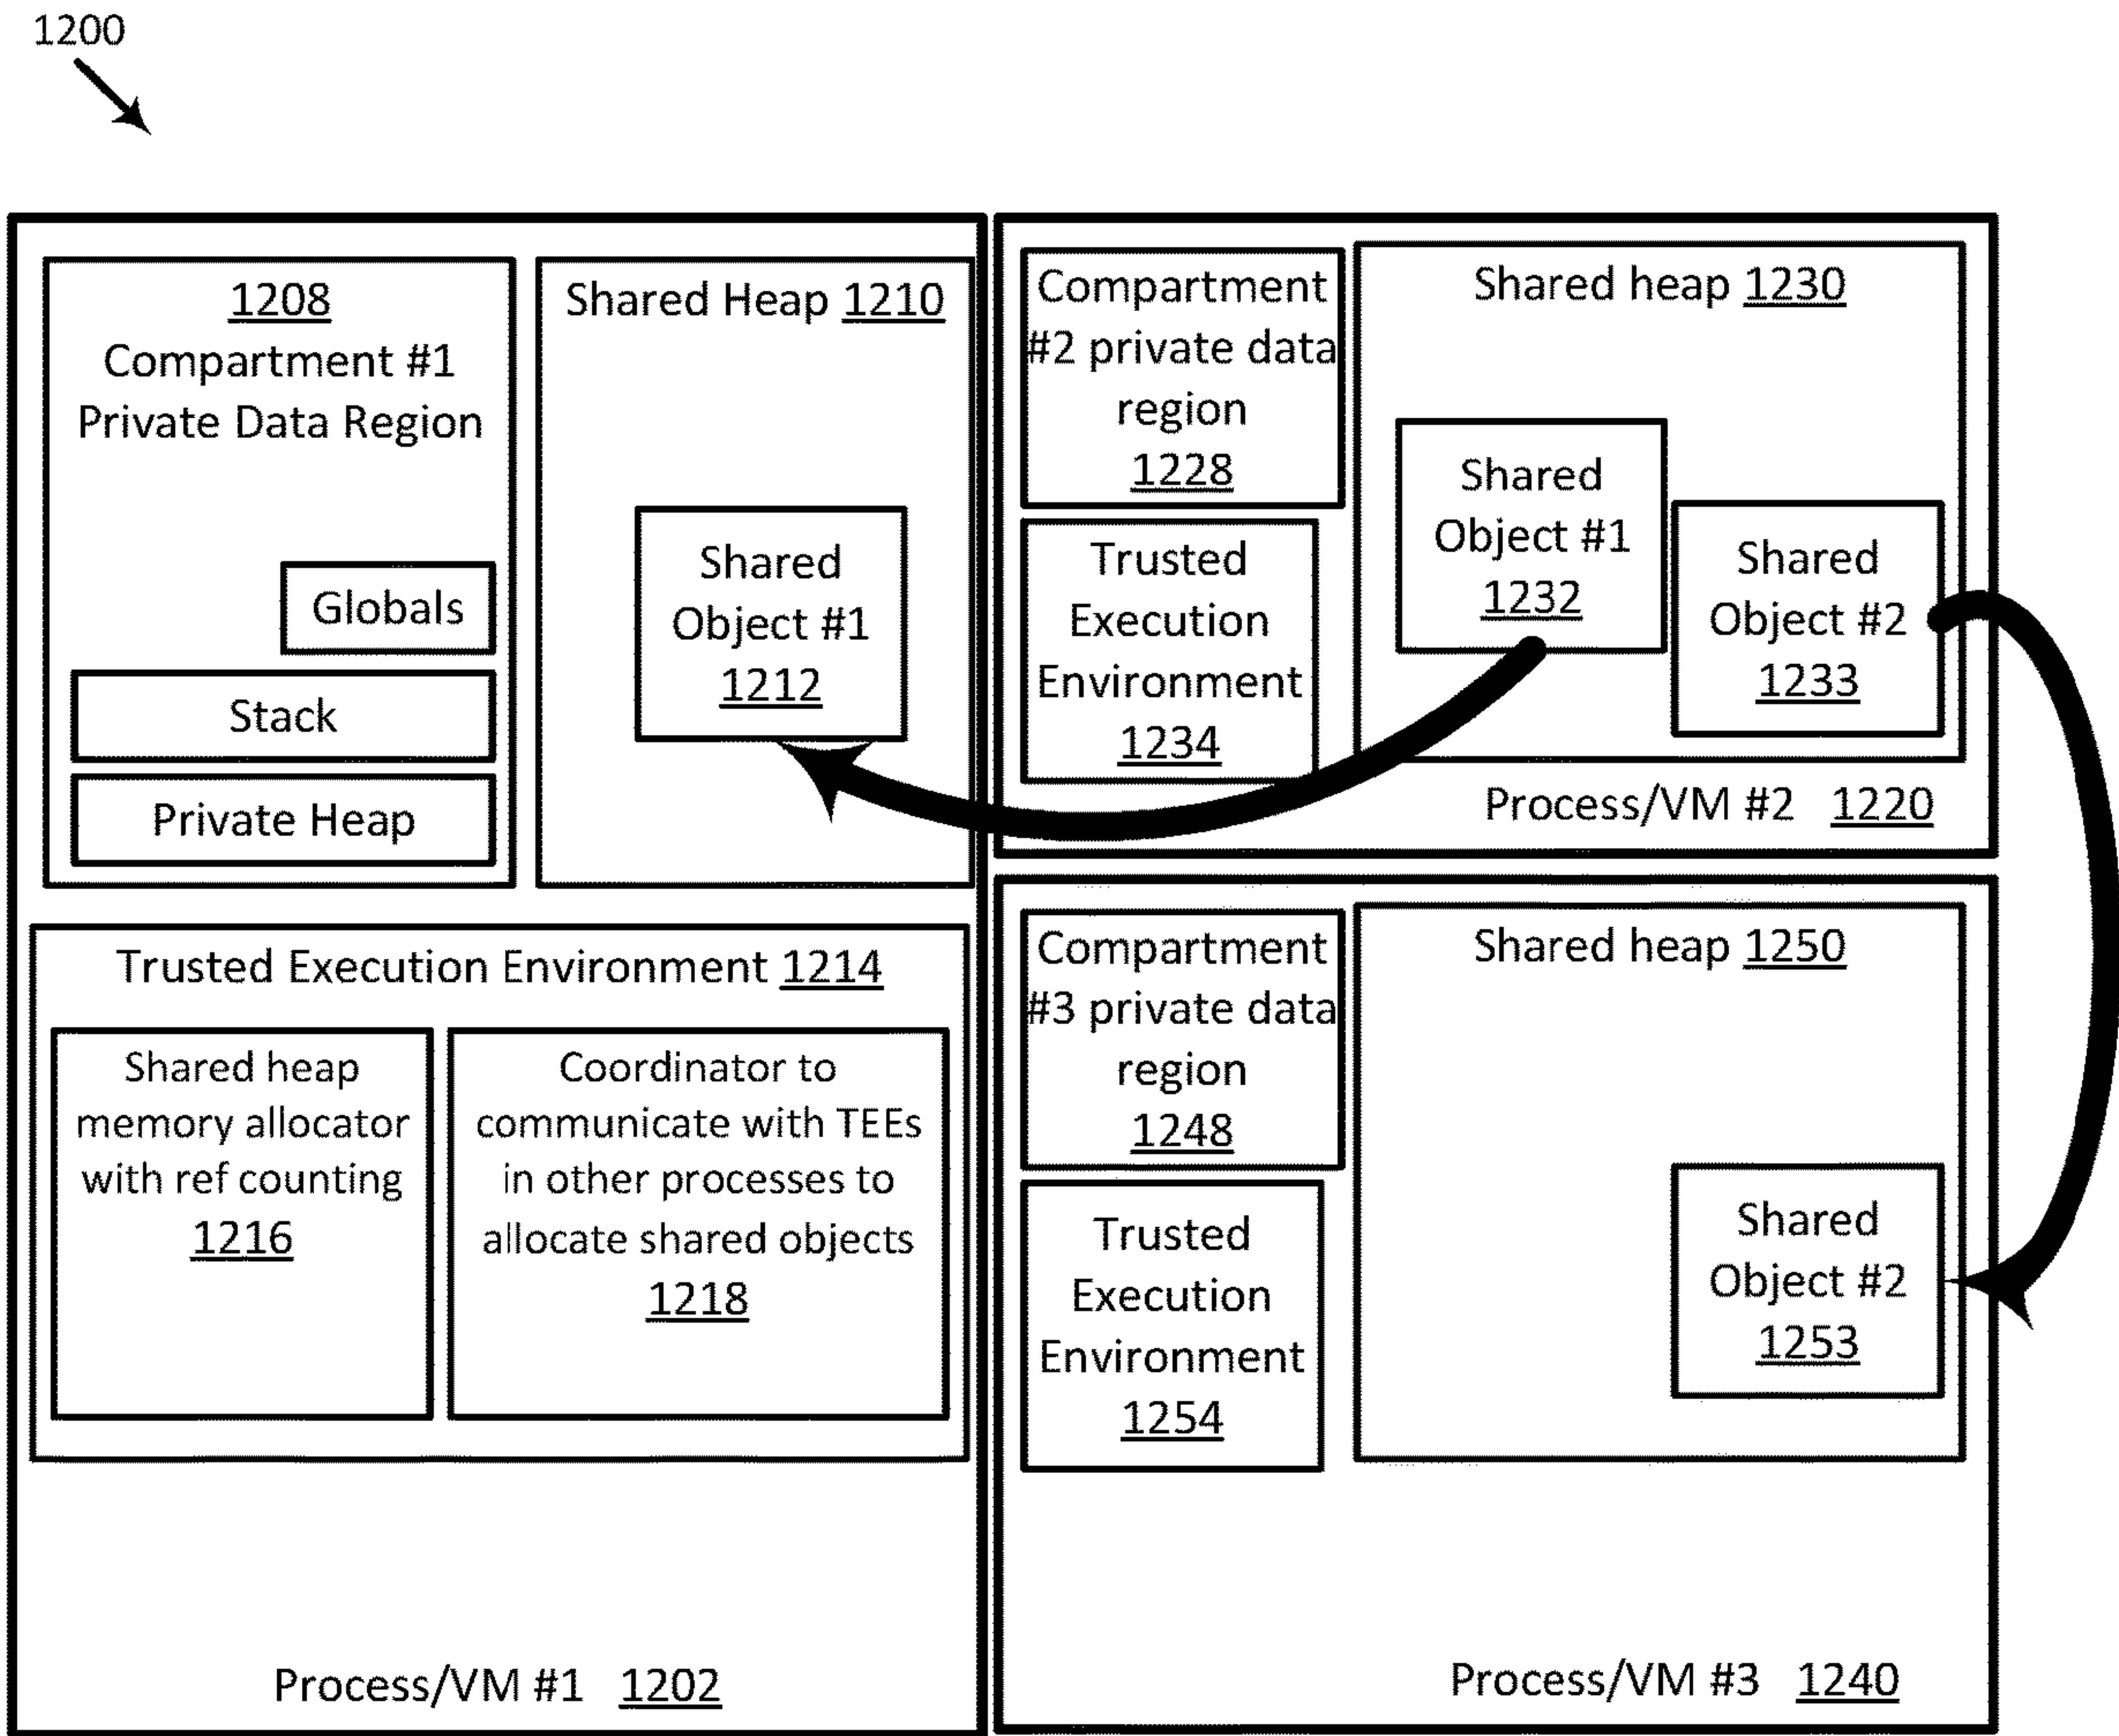 1200
1208
Compartment #1
Private Data Region
Globals
Stack
Private Heap
Shared Heap 1210
Shared
Object #1
1212
Trusted Execution Environment 1214
Shared heap
memory allocator
with ref counting
1216
Coordinator to
communicate with TEEs
in other processes to
allocate shared objects
1218
Process/VM #1 1202
Compartment
#2 private data
region
1228
Trusted
Execution
Environment
1234
Shared heap 1230
Shared
Object #1
1232
Shared
Object #2
1233
Process/VM #2 1220
Compartment
#3 private data
region
1248
Trusted
Execution
Environment
1254
Shared heap 1250
Shared
Object #2
1253
Process/VM #3 1240